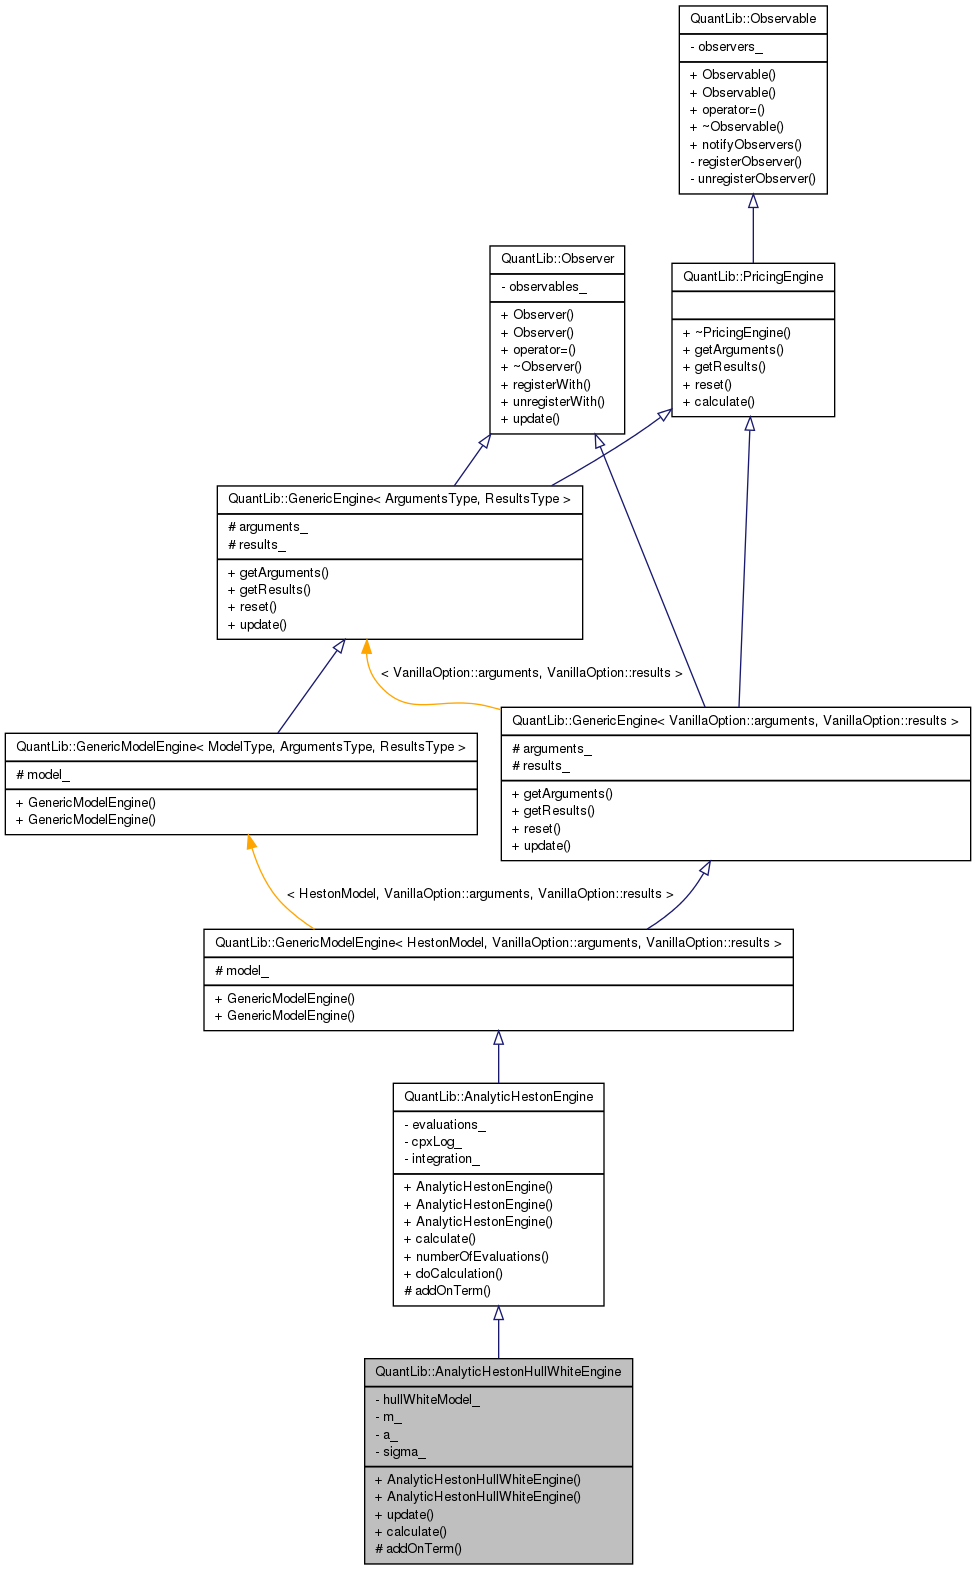 QuantLib::Observable
- observers_
+ Observable()
+ Observable()
+ operator=()
+ ~Observable()
+ notifyObservers()
- registerObserver()
- unregisterObserver()
QuantLib::Observer
- observables_
+ Observer()
+ Observer()
+ operator=()
+ ~Observer()
+ registerWith()
+ unregisterWith()
+ update()
QuantLib::PricingEngine
+ ~PricingEngine()
+ getArguments()
+ getResults()
+ reset()
+ calculate()
QuantLib::GenericEngine< ArgumentsType, ResultsType >
# arguments_
# results_
+ getArguments()
+ getResults()
+ reset()
+ update()
< VanillaOption::arguments, VanillaOption::results >
QuantLib::GenericEngine< VanillaOption::arguments, VanillaOption::results >
# arguments_
# results_
+ getArguments()
+ getResults()
+ reset()
+ update()
QuantLib::GenericModelEngine< ModelType, ArgumentsType, ResultsType >
# model_
+ GenericModelEngine()
+ GenericModelEngine()
< HestonModel, VanillaOption::arguments, VanillaOption::results >
QuantLib::GenericModelEngine< HestonModel, VanillaOption::arguments, VanillaOption::results >
# model_
+ GenericModelEngine()
+ GenericModelEngine()
QuantLib::AnalyticHestonEngine
- evaluations_
- cpxLog_
- integration_
+ AnalyticHestonEngine()
+ AnalyticHestonEngine()
+ AnalyticHestonEngine()
+ calculate()
+ numberOfEvaluations()
+ doCalculation()
# addOnTerm()
QuantLib::AnalyticHestonHullWhiteEngine
- hullWhiteModel_
- m_
- a_
- sigma_
+ AnalyticHestonHullWhiteEngine()
+ AnalyticHestonHullWhiteEngine()
+ update()
+ calculate()
# addOnTerm()